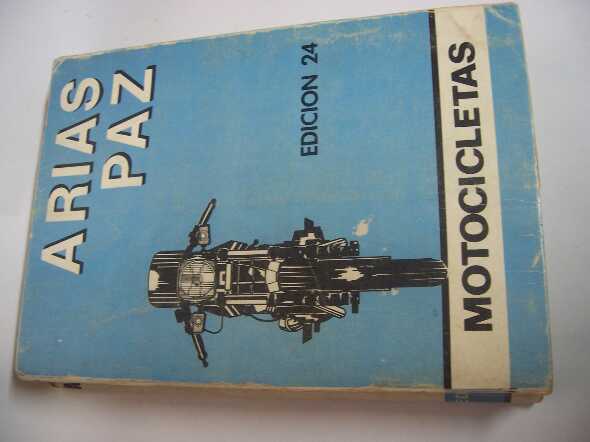 ARIAS
PAZ
EDICION 24
MOTOCICLETAS